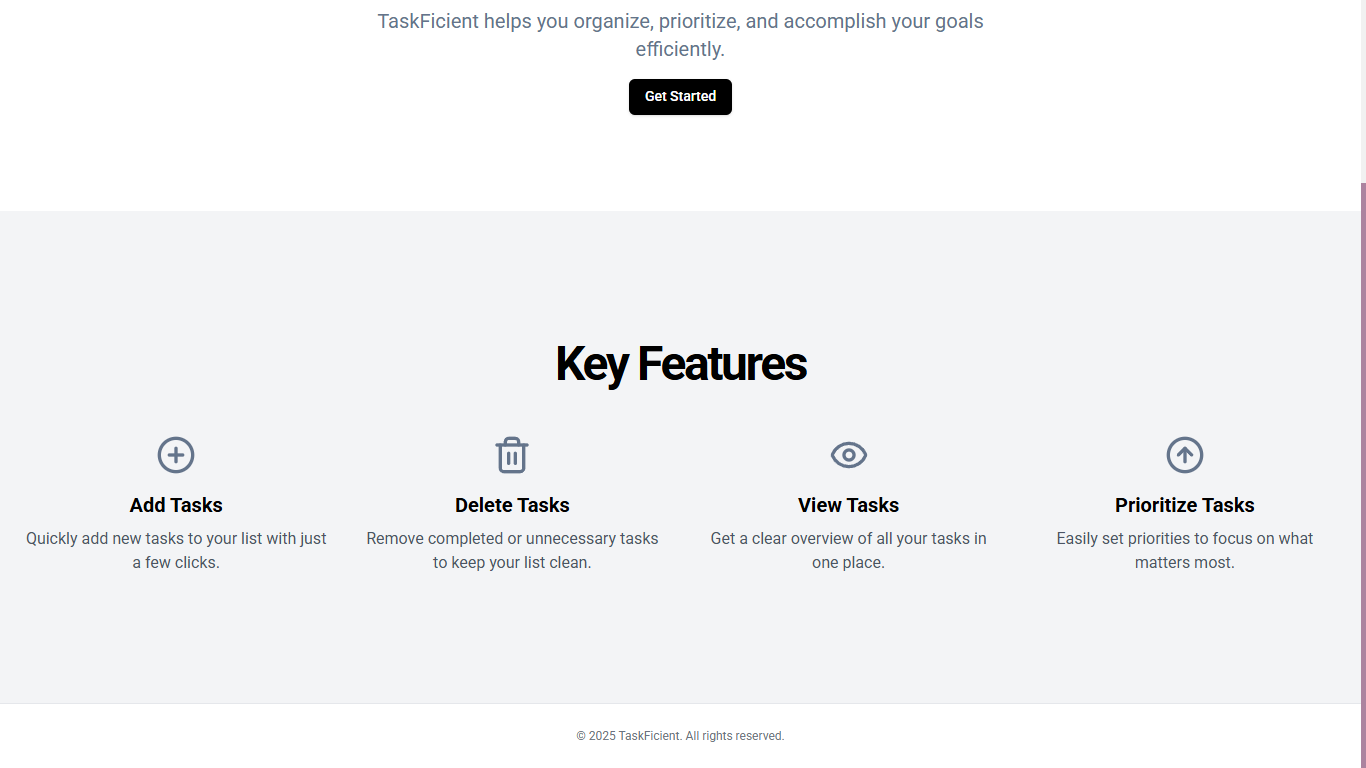 TaskFicient helps you organize, prioritize, and accomplish your goals
efficiently.
Get Started
Key Features
Add Tasks
Quickly add new tasks to your list with just
a few clicks.
Delete Tasks
Remove completed or unnecessary tasks
to keep your list clean.
View Tasks
Get a clear overview of all your tasks in
one place.
Prioritize Tasks
Easily set priorities to focus on what
matters most.
© 2025 TaskFicient. All rights reserved.